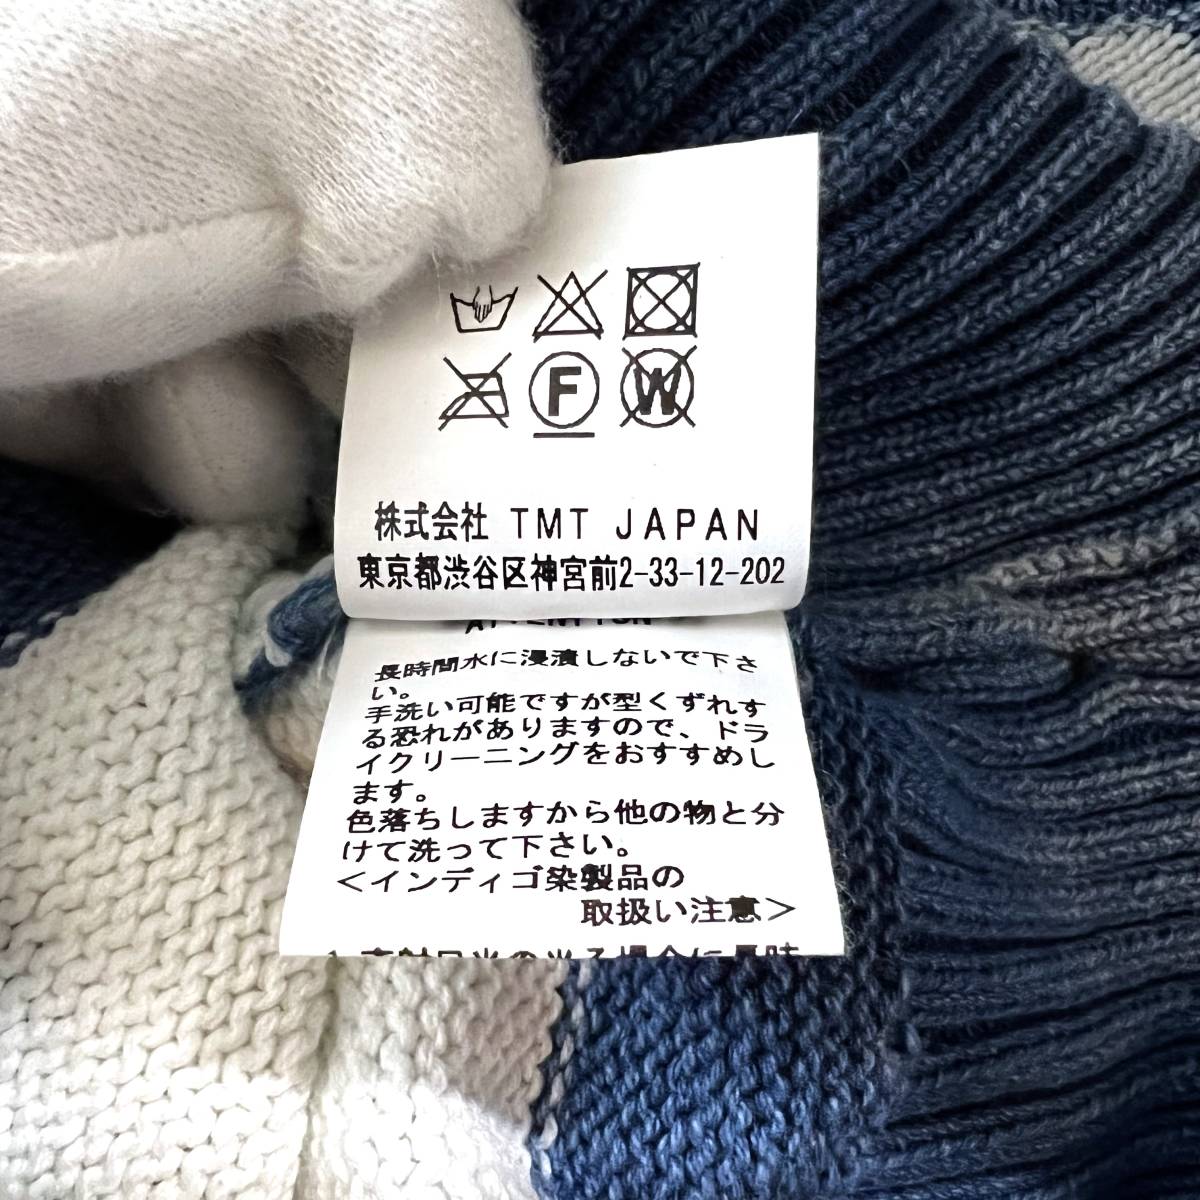 F W
株式会社 TMT JAPAN
東京都渋谷区神宮前2-33-12-202
ATTENTION
長時間水に浸漬しないで下さ
い。
手洗い可能ですが型くずれす
る恐れがありますので、ドラ
イクリーニングをおすすめし
ます。
色落ちしますから他の物と分
けて洗って下さい。
<インディゴ染製品の
取扱い注意>